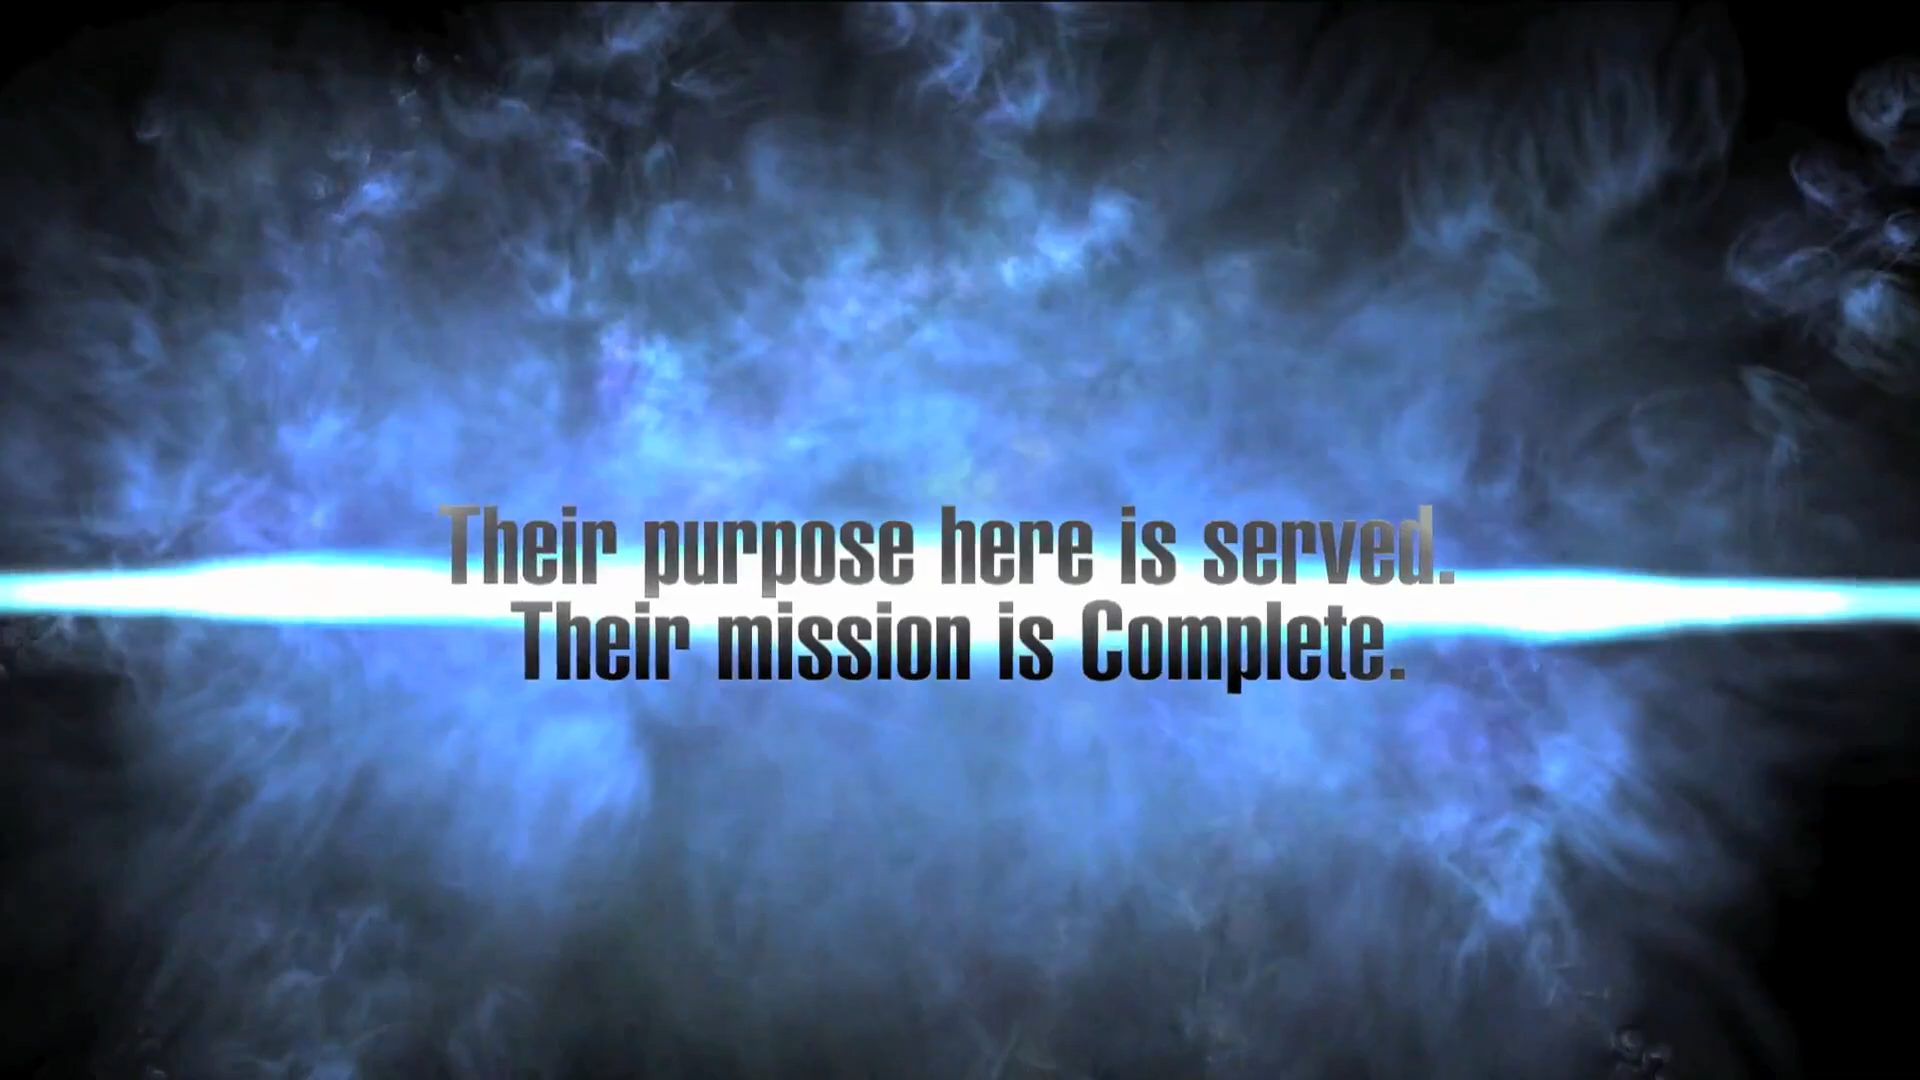 Their purpose here is served.
Their mission is Complete.